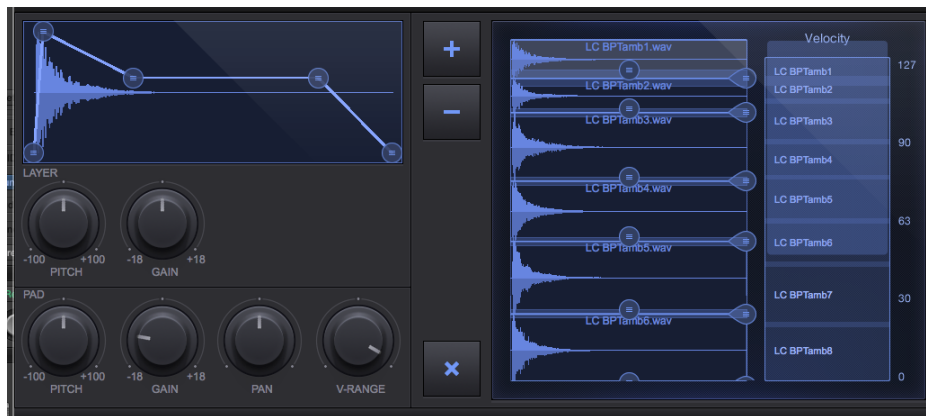 LAYER
-100 +100
PITCH
-18 +18
GAIN
PAD
-100 +100
PITCH
-18 +18
GAIN
PAN
V-RANGE
+
−
×
LC BPTamb1.wav
LC BPTamb2.wav
LC BPTamb3.wav
LC BPTamb4.wav
LC BPTamb5.wav
LC BPTamb6.wav
Velocity
LC BPTamb1
LC BPTamb2
LC BPTamb3
LC BPTamb4
LC BPTamb5
LC BPTamb6
LC BPTamb7
LC BPTamb8
127
90
63
30
0